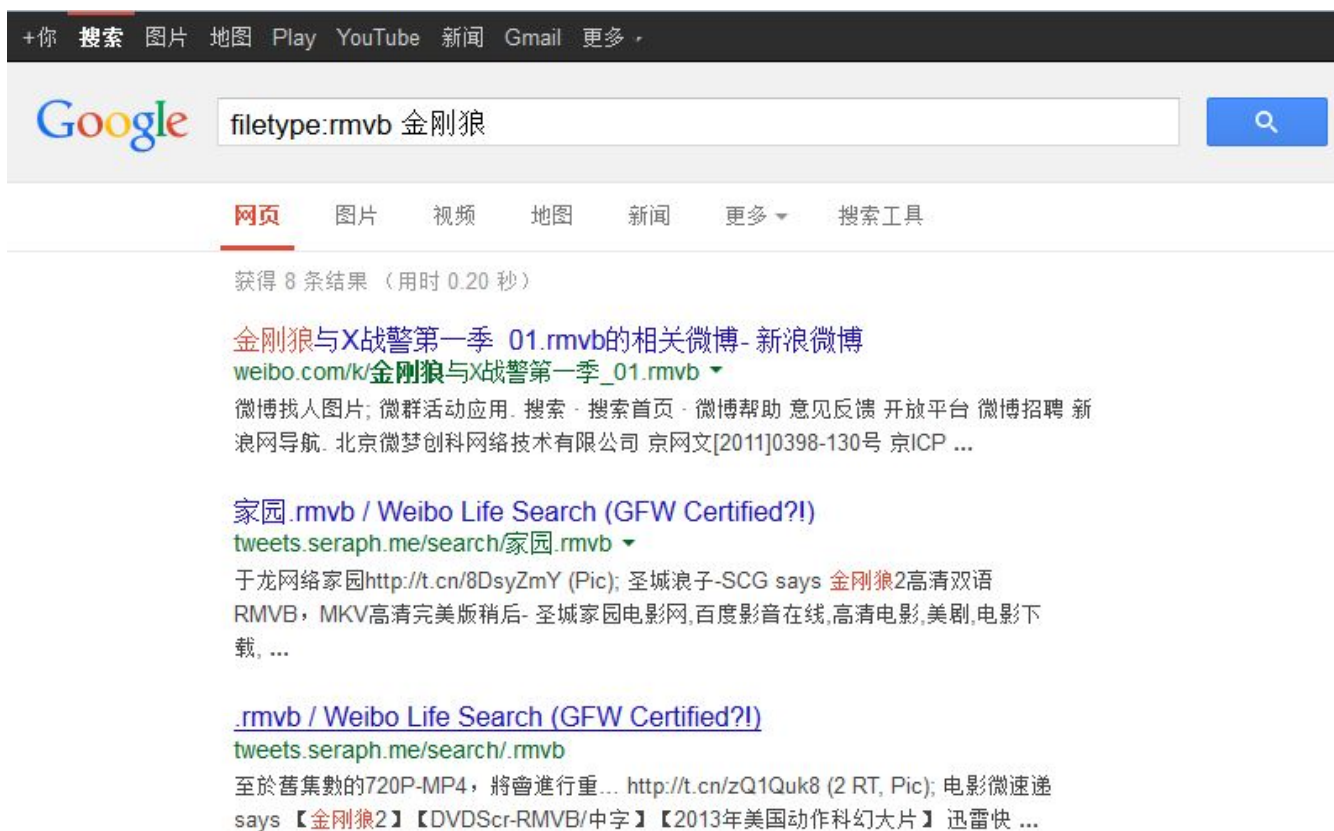 +你 搜索 图片 地图 Play YouTube 新闻 Gmail 更多
Google filetype:rmvb 金刚狼
网页 图片 视频 地图 新闻 更多 搜索工具
获得 8 条结果 (用时 0.20 秒)
金刚狼与X战警第一季_01.rmvb的相关微博- 新浪微博
weibo.com/k/金刚狼与X战警第一季_01.rmvb
微博找人图片; 微群活动应用. 搜索 · 搜索首页 · 微博帮助 意见反馈 开放平台 微博招聘 新
浪网导航. 北京微梦创科网络技术有限公司 京网文[2011]0398-130号 京ICP ...
家园.rmvb / Weibo Life Search (GFW Certified?!)
tweets.seraph.me/search/家园.rmvb
于龙网络家园http://t.cn/8DsyZmY (Pic); 圣城浪子-SCG says 金刚狼2高清双语
RMVB，MKV高清完美版稍后- 圣城家园电影网,百度影音在线,高清电影,美剧,电影下
载, ...
.rmvb / Weibo Life Search (GFW Certified?!)
tweets.seraph.me/search/.rmvb
至於舊集數的720P-MP4，將會進行重... http://t.cn/zQ1Quk8 (2 RT, Pic); 电影微速递
says 【金刚狼2】【DVDScr-RMVB/中字】【2013年美国动作科幻大片】 迅雷快 ...